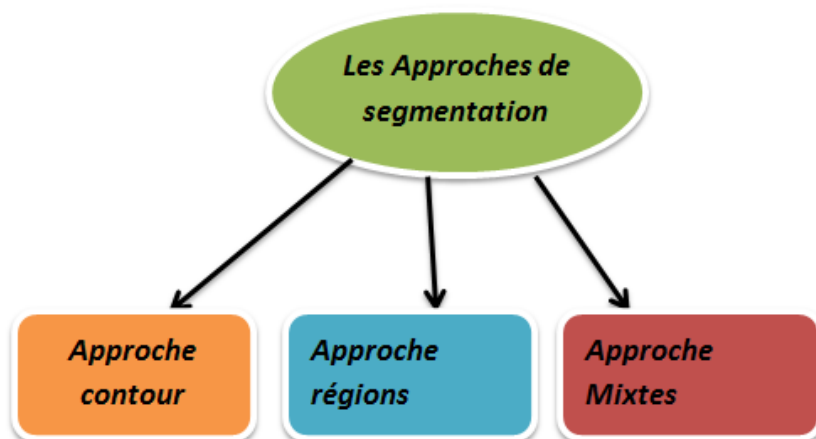 Les Approches de
segmentation
Approche
contour
Approche
régions
Approche
Mixtes